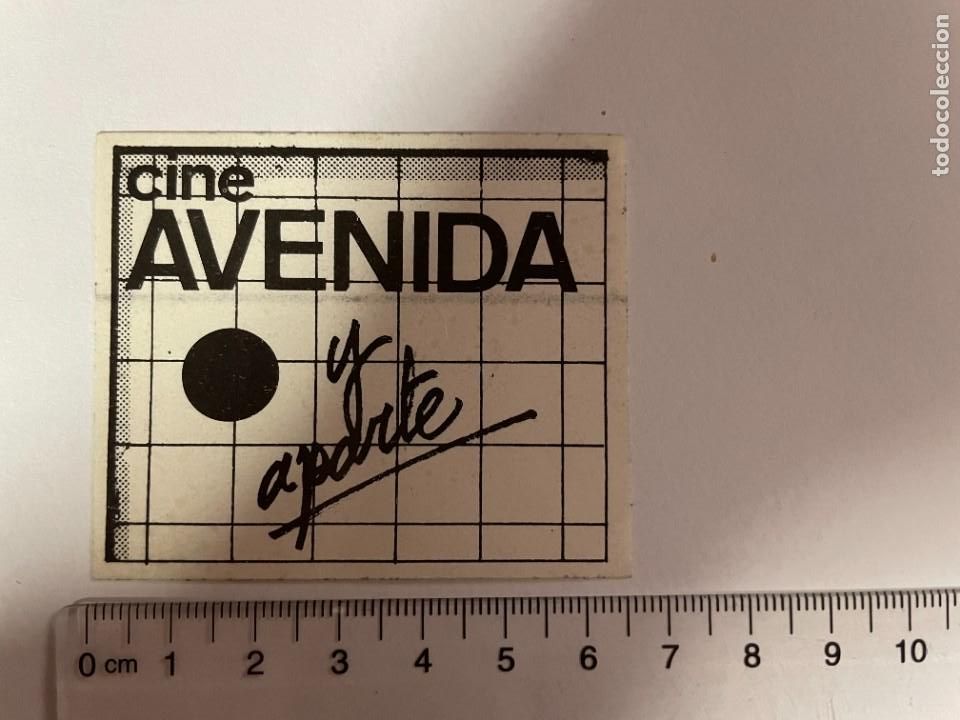 cine
AVENIDA
y
aparte
0 cm 1 2 3 4 5 6 7 8 9 10
todocoleccion